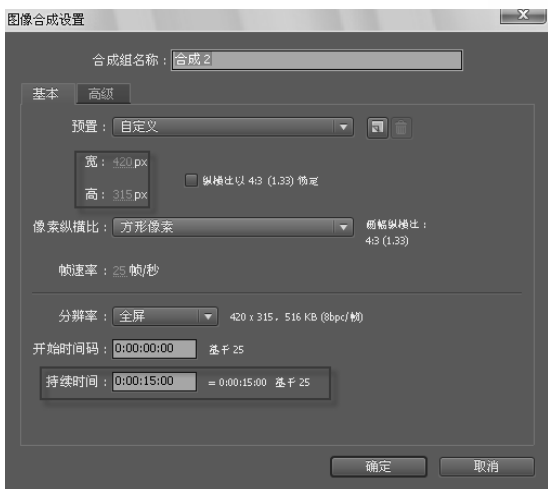 图像合成设置
合成组名称：合成 2
基本 高级
预置：自定义
宽：420 px
纵横比以 4:3 (1.33) 锁定
高：315 px
像素纵横比：方形像素
画幅纵横比：
4:3 (1.33)
帧速率：25 帧/秒
分辨率：全屏 420 x 315，516 KB (8bpc/帧)
开始时间码：0:00:00:00 基于 25
持续时间：0:00:15:00 = 0:00:15:00 基于 25
确定 取消